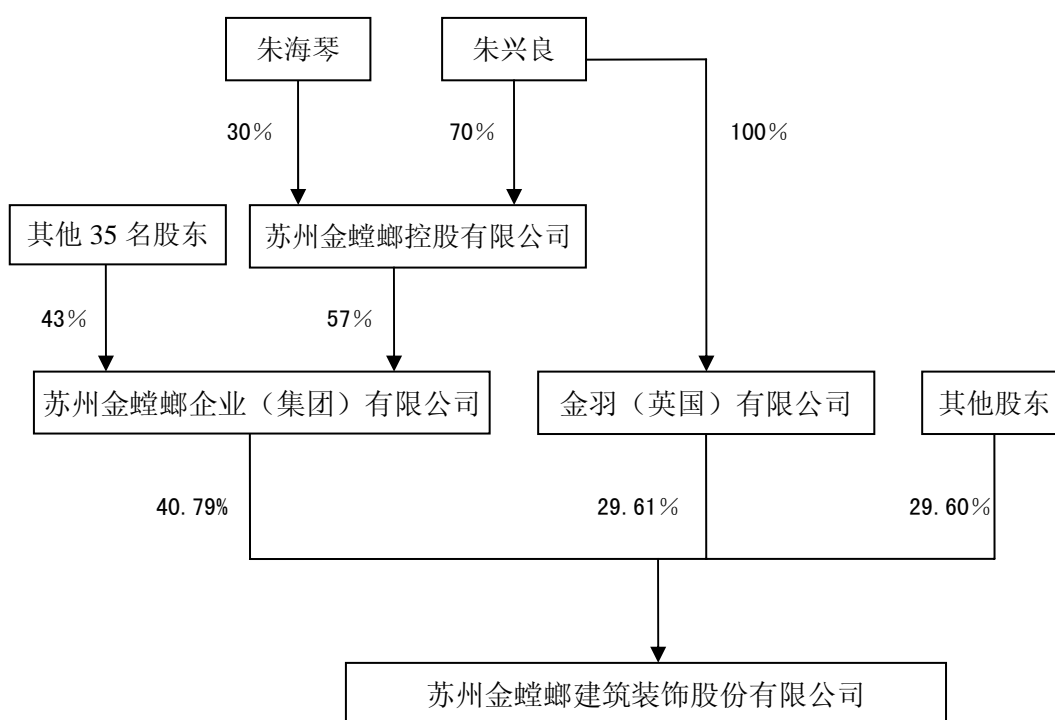 朱海琴
朱兴良
30%
70%
100%
其他 35 名股东
苏州金螳螂控股有限公司
43%
57%
苏州金螳螂企业（集团）有限公司
金羽（英国）有限公司
其他股东
40.79%
29.61%
29.60%
苏州金螳螂建筑装饰股份有限公司